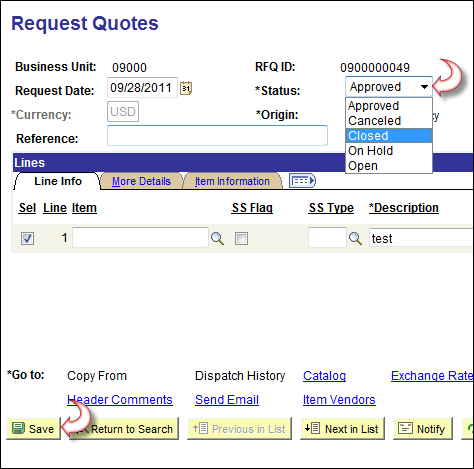 Request Quotes
Business Unit: 09000 RFQ ID: 0900000049
Request Date: 09/28/2011 31 *Status: Approved
*Currency: USD *Origin:
Approved
Canceled
Closed
On Hold
Open
Reference:
Lines
Line Info More Details Item Information
Sel Line Item SS Flag SS Type *Description
1 test
*Go to: Copy From Dispatch History Catalog Exchange Rate
Header Comments Send Email Item Vendors
Save Return to Search Previous in List Next in List Notify